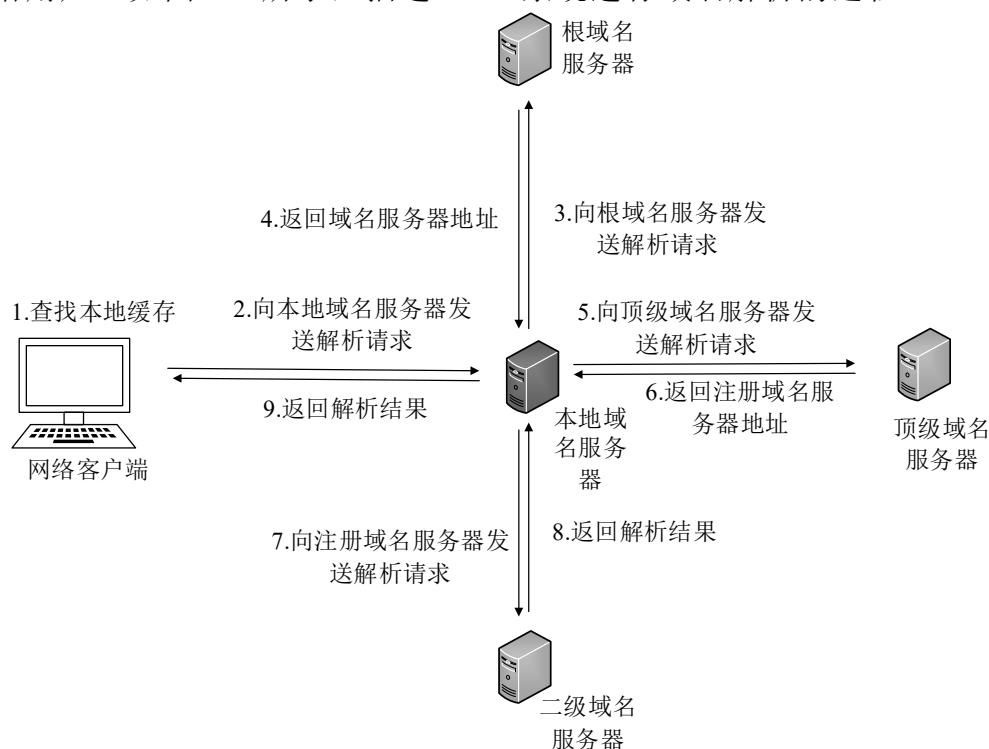 根域名
服务器
4.返回域名服务器地址
3.向根域名服务器发
送解析请求
1.查找本地缓存
2.向本地域名服务器发
送解析请求
5.向顶级域名服务器发
送解析请求
9.返回解析结果
6.返回注册域名服
务器地址
本地域
名服务
器
顶级域名
服务器
网络客户端
7.向注册域名服务器发
送解析请求
8.返回解析结果
二级域名
服务器